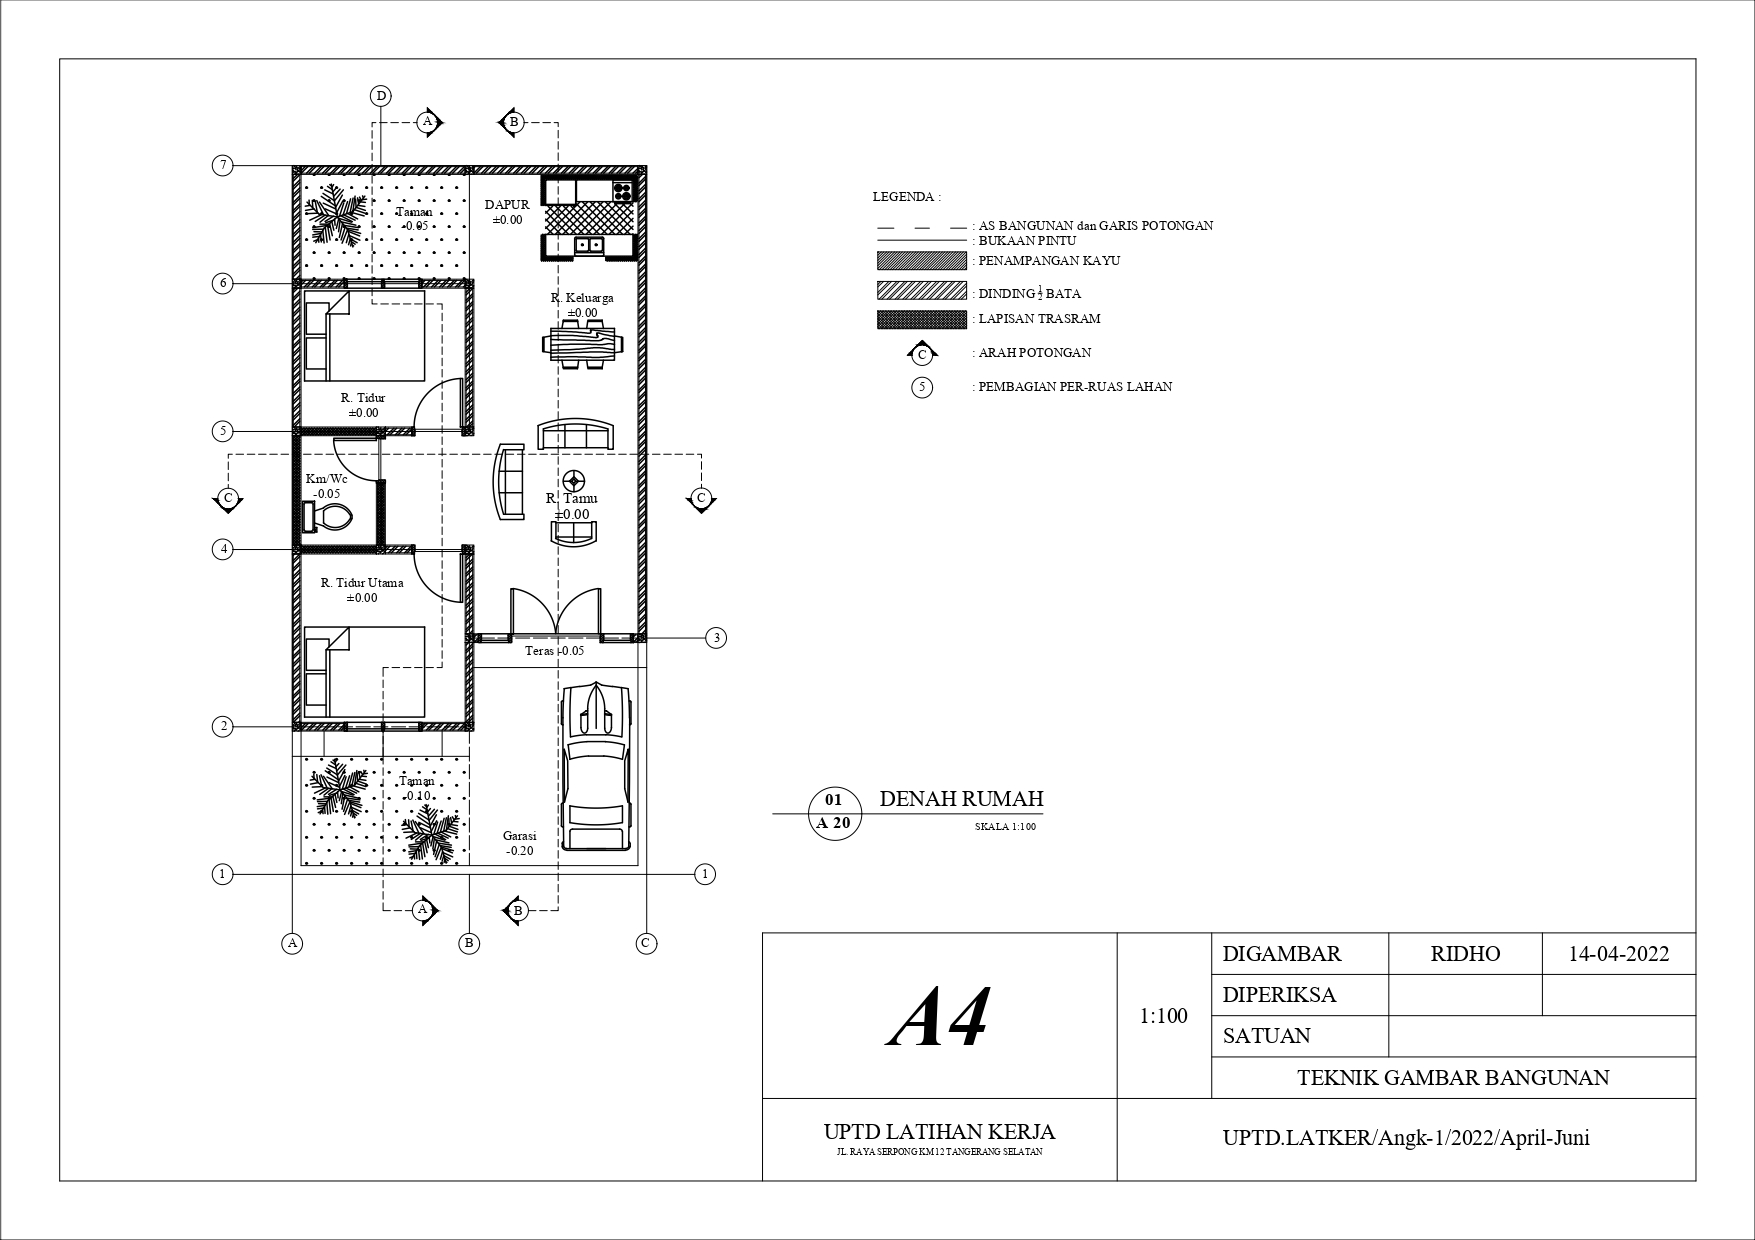 D
A
B
7
Taman
-0.05
DAPUR
±0.00
6
R. Keluarga
±0.00
R. Tidur
±0.00
5
Km/Wc
-0.05
C
C
R. Tamu
±0.00
4
R. Tidur Utama
±0.00
3
Teras -0.05
2
Taman
-0.10
Garasi
-0.20
1
1
A
B
A
B
C
LEGENDA :
: AS BANGUNAN dan GARIS POTONGAN
: BUKAAN PINTU
: PENAMPANGAN KAYU
: DINDING ½ BATA
: LAPISAN TRASRAM
C : ARAH POTONGAN
5 : PEMBAGIAN PER-RUAS LAHAN
01
A 20
DENAH RUMAH
SKALA 1:100
A4
1:100
DIGAMBAR RIDHO 14-04-2022
DIPERIKSA
SATUAN
TEKNIK GAMBAR BANGUNAN
UPTD LATIHAN KERJA
JL. RAYA SERPONG KM 12 TANGERANG SELATAN
UPTD.LATKER/Angk-1/2022/April-Juni